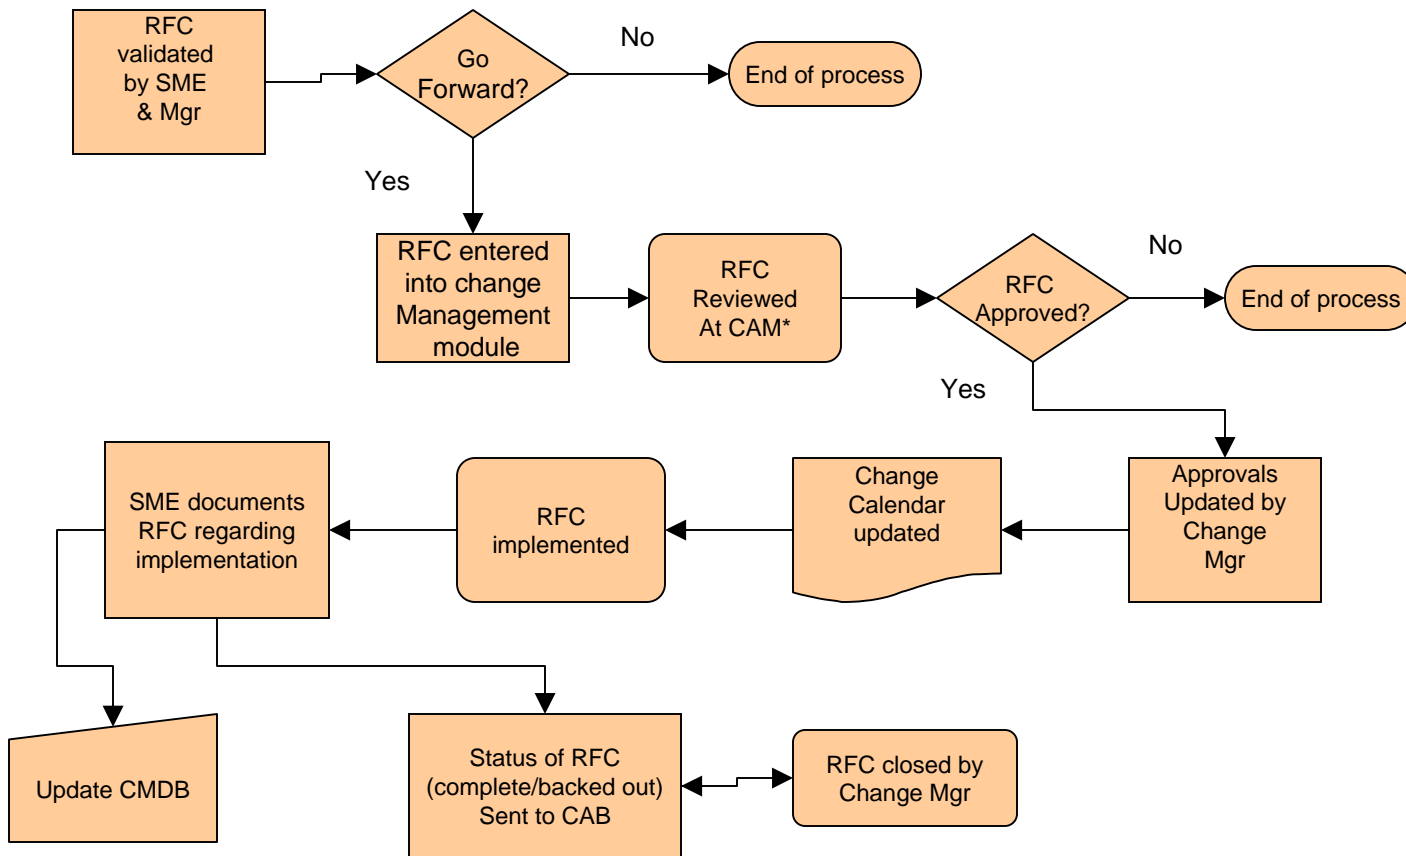 RFC
validated
by SME
& Mgr
Go
Forward?
No
End of process
Yes
RFC entered
into change
Management
module
RFC
Reviewed
At CAM*
RFC
Approved?
No
End of process
Yes
Approvals
Updated by
Change
Mgr
Change
Calendar
updated
RFC
implemented
SME documents
RFC regarding
implementation
Update CMDB
Status of RFC
(complete/backed out)
Sent to CAB
RFC closed by
Change Mgr